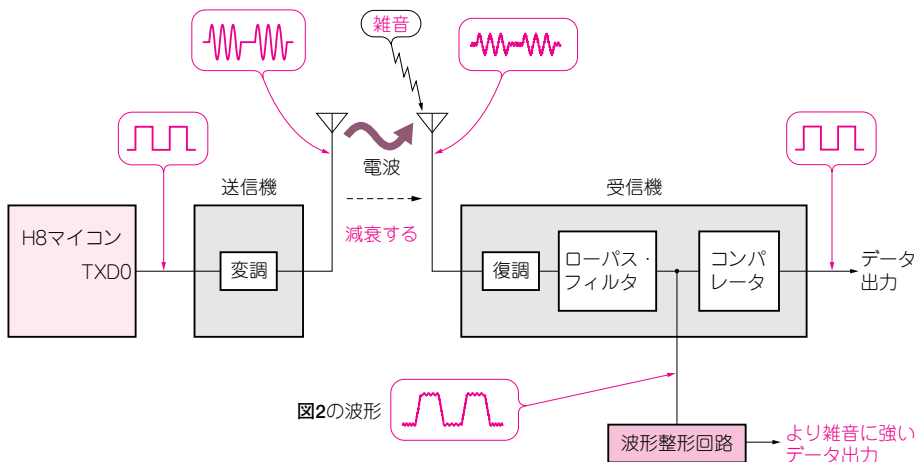 雑音
電波
減衰する
送信機
受信機
H8マイコン
TXD0
変調
復調
ローパス・
フィルタ
コンパ
レータ
データ
出力
図2の波形
波形整形回路
より雑音に強い
データ出力